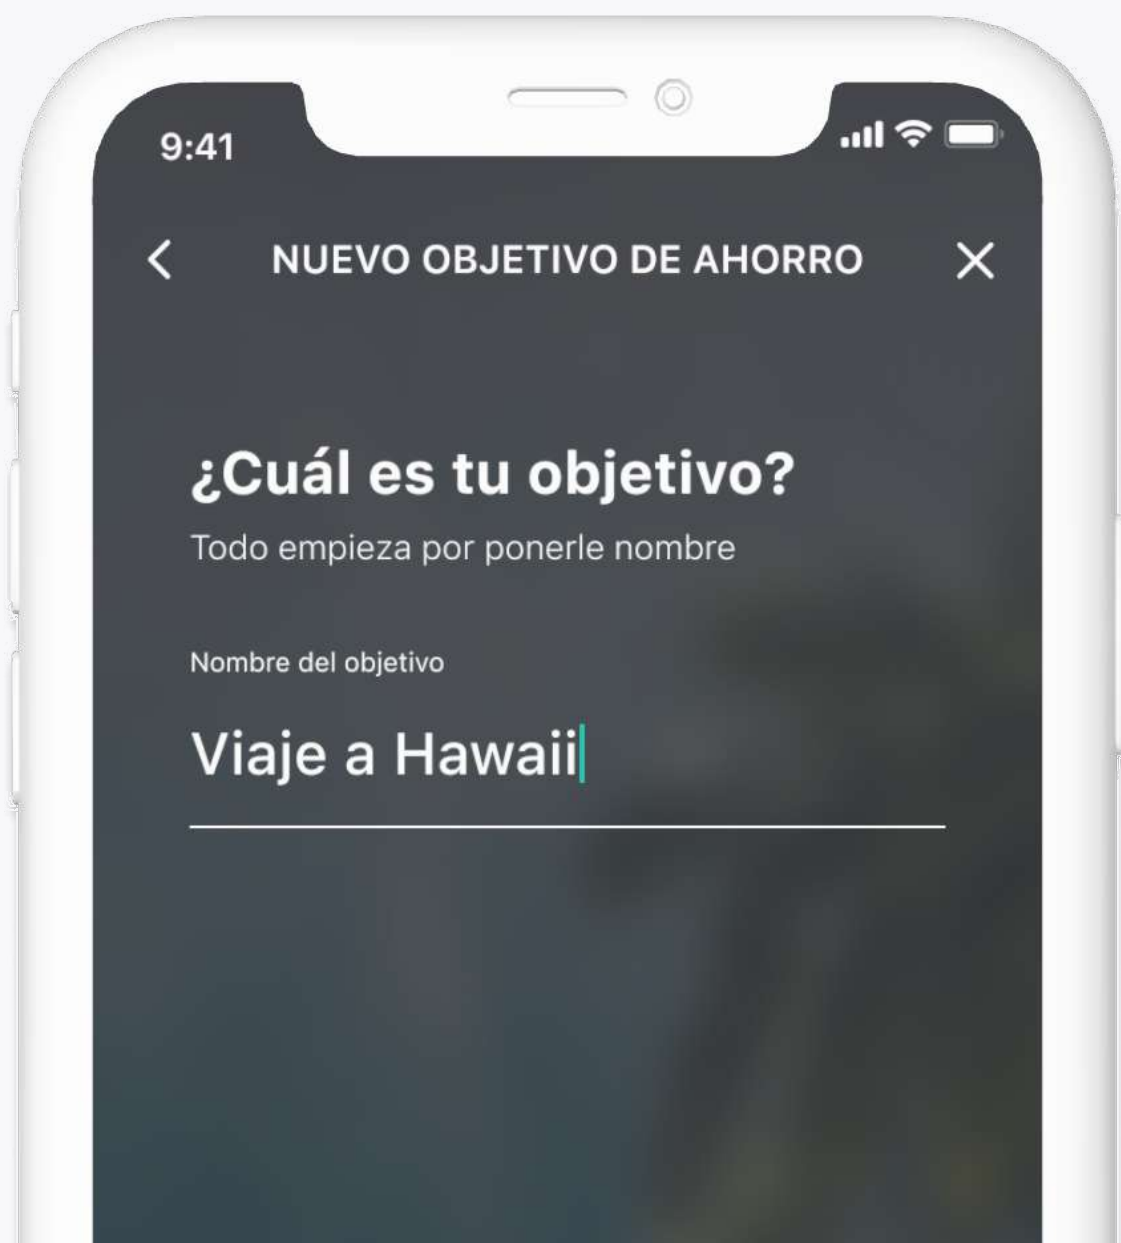 9:41
NUEVO OBJETIVO DE AHORRO
¿Cuál es tu objetivo?
Todo empieza por ponerle nombre
Nombre del objetivo
Viaje a Hawaii